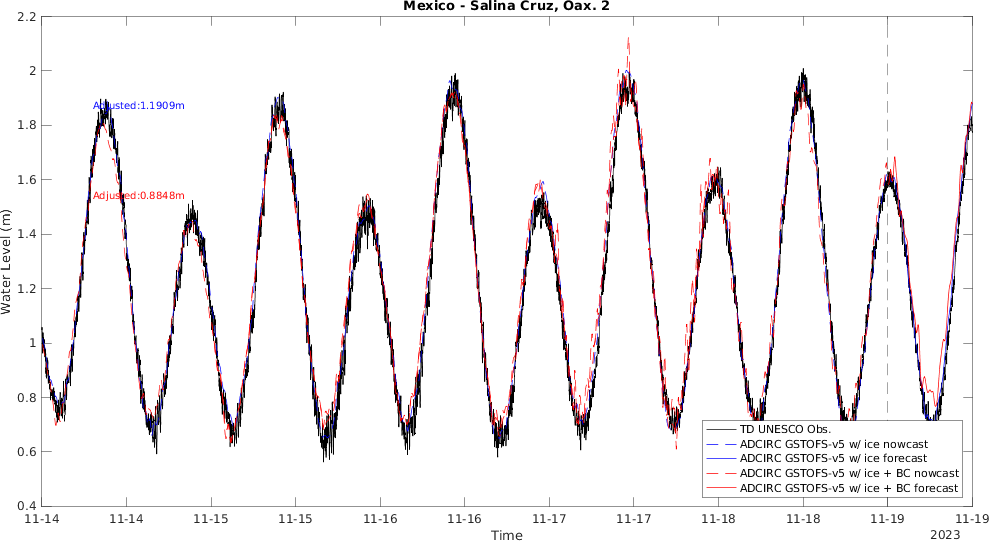 Mexico - Salina Cruz, Oax. 2
2.2
2
1.8
1.6
1.4
1.2
1
0.8
0.6
0.4
Water Level (m)
Adjusted:1.1909m
Adjusted:0.8848m
TD UNESCO Obs.
ADCIRC GSTOFS-v5 w/ ice nowcast
ADCIRC GSTOFS-v5 w/ ice forecast
ADCIRC GSTOFS-v5 w/ ice + BC nowcast
ADCIRC GSTOFS-v5 w/ ice + BC forecast
11-14 11-14 11-15 11-15 11-16 11-16 11-17 11-17 11-18 11-18 11-19 11-19
Time
2023